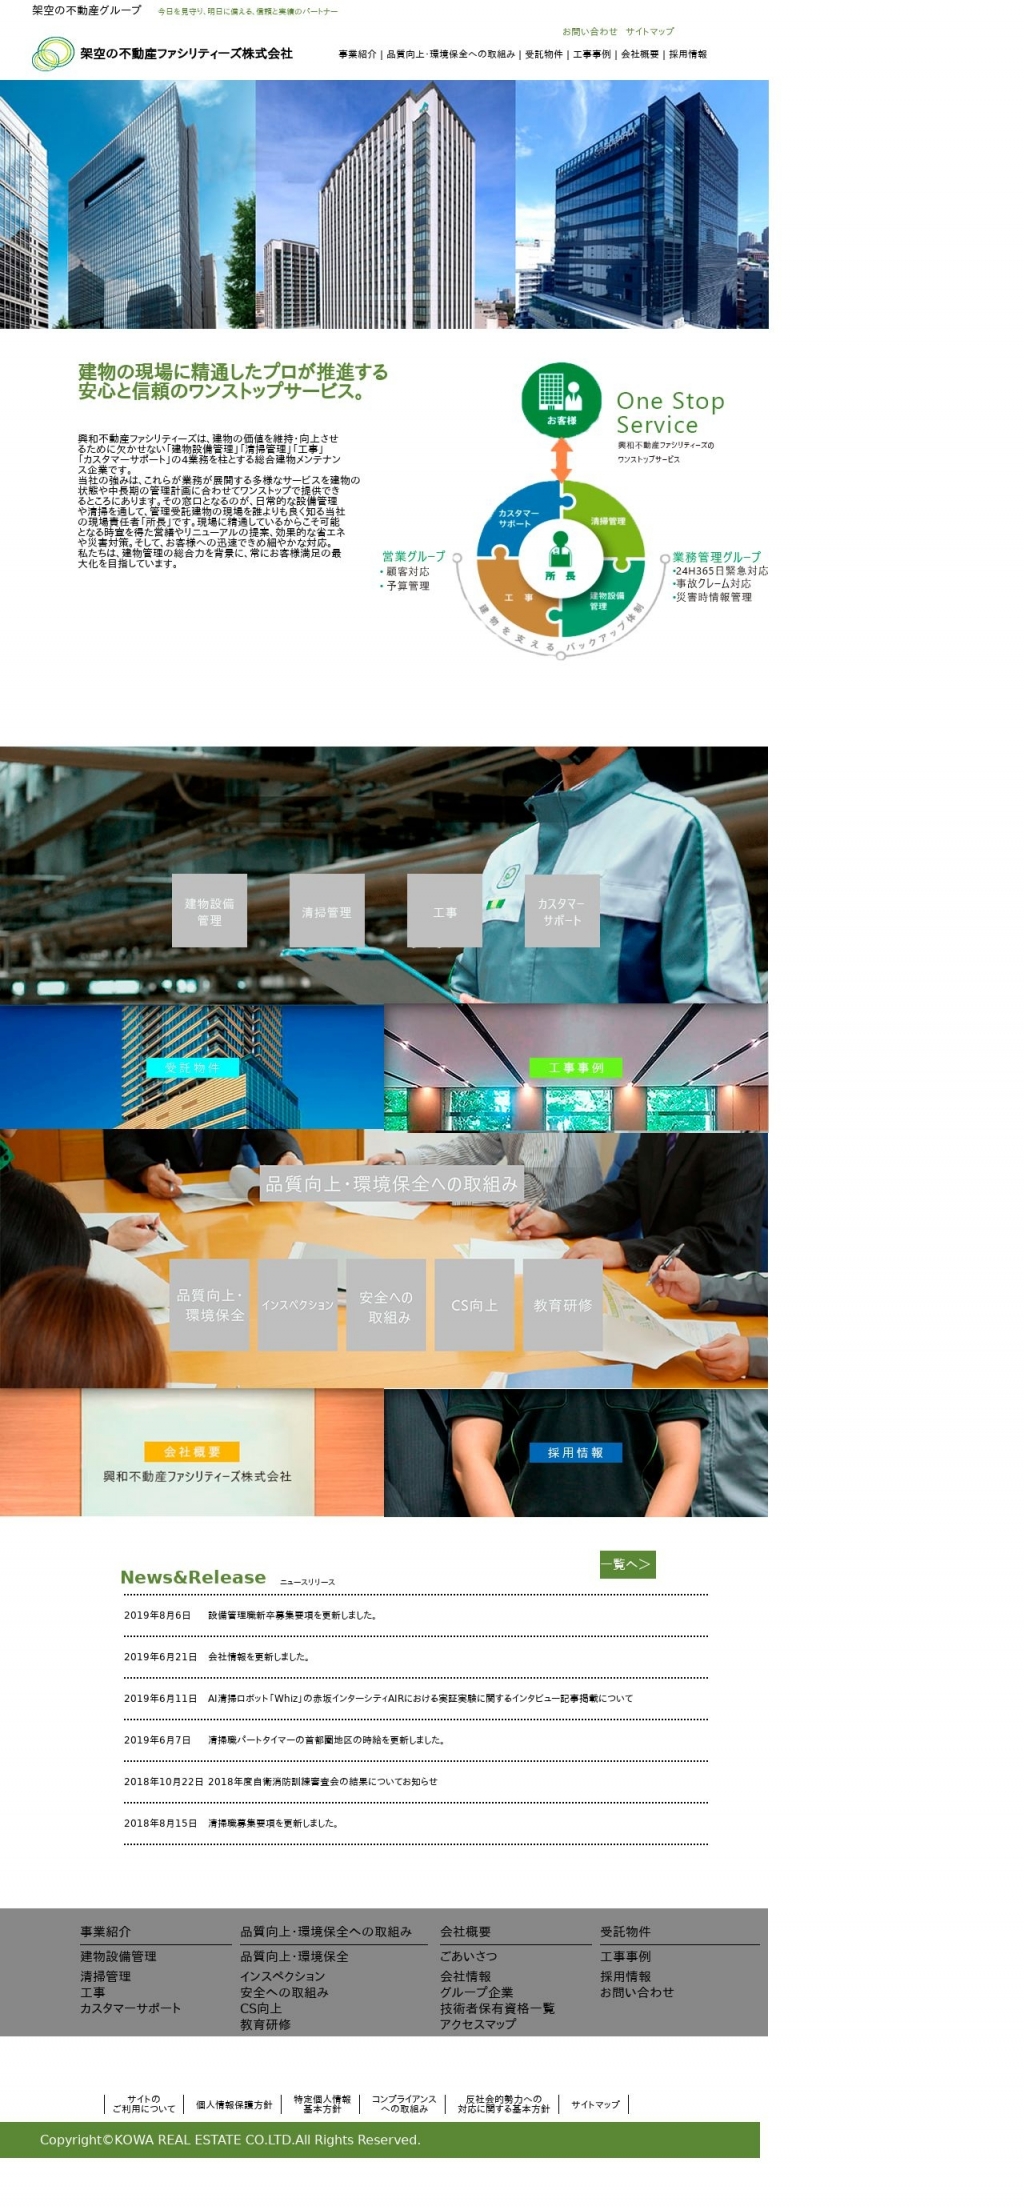 架空の不動産グループ 今日を見守り、明日に備える、信頼と実績のパートナー
お問い合わせ サイトマップ
架空の不動産ファシリティーズ株式会社
事業紹介 | 品質向上・環境保全への取組み | 受託物件 | 工事事例 | 会社概要 | 採用情報
建物の現場に精通したプロが推進する
安心と信頼のワンストップサービス。
興和不動産ファシリティーズは、建物の価値を維持・向上させ
るために欠かせない「建物設備管理」「清掃管理」「工事」
「カスタマーサポート」の4業務を柱とする総合建物メンテナン
ス企業です。
当社の強みは、これらが業務が展開する多様なサービスを建物の
状態や中長期の管理計画に合わせてワンストップで提供でき
るところにあります。その窓口となるのが、日常的な設備管理
や清掃を通して、管理受託建物の現場を誰よりも良く知る当社
の現場責任者「所長」です。現場に精通しているからこそ可能
となる時宜を得た営繕やリニューアルの提案、効果的な省エネ
や災害対策。そして、お客様への迅速できめ細やかな対応。
私たちは、建物管理の総合力を背景に、常にお客様満足の最
大化を目指しています。
お客様
One Stop
Service
興和不動産ファシリティーズの
ワンストップサービス
カスタマー
サポート
清掃管理
所長
工事
建物設備
管理
建物を支えるバックアップ体制
営業グループ
・顧客対応
・予算管理
業務管理グループ
・24H365日緊急対応
・事故クレーム対応
・災害時情報管理
建物設備
管理
清掃管理
工事
カスタマー
サポート
受託物件
工事事例
品質向上・環境保全への取組み
品質向上・
環境保全
インスペクション
安全への
取組み
CS向上
教育研修
会社概要
興和不動産ファシリティーズ株式会社
採用情報
一覧へ＞
News&Release ニュースリリース
2019年8月6日 設備管理職新卒募集要項を更新しました。
2019年6月21日 会社情報を更新しました。
2019年6月11日 AI清掃ロボット「Whiz」の赤坂インターシティAIRにおける実証実験に関するインタビュー記事掲載について
2019年6月7日 清掃職パートタイマーの首都圏地区の時給を更新しました。
2018年10月22日 2018年度自衛消防訓練審査会の結果についてお知らせ
2018年8月15日 清掃職募集要項を更新しました。
事業紹介
建物設備管理
清掃管理
工事
カスタマーサポート
品質向上・環境保全への取組み
品質向上・環境保全
インスペクション
安全への取組み
CS向上
教育研修
会社概要
ごあいさつ
会社情報
グループ企業
技術者保有資格一覧
アクセスマップ
受託物件
工事事例
採用情報
お問い合わせ
サイトの
ご利用について
個人情報保護方針
特定個人情報
基本方針
コンプライアンス
への取組み
反社会的勢力への
対応に関する基本方針
サイトマップ
Copyright©KOWA REAL ESTATE CO.LTD.All Rights Reserved.